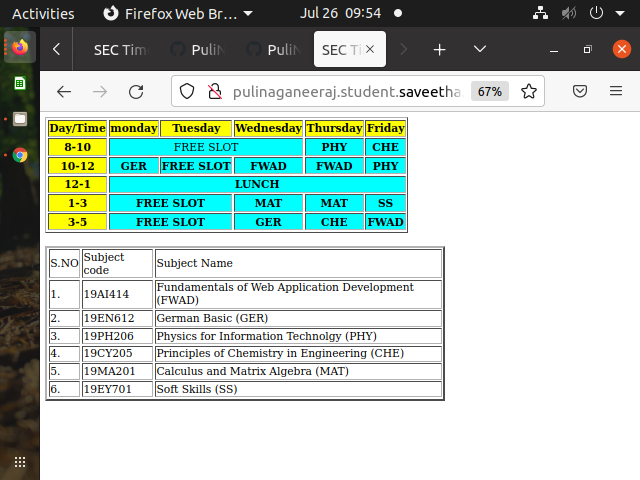 Activities
Firefox Web Br…
Jul 26 09:54
SEC Tim
PuliN
PuliN
SEC Tim
pulinaganeeraj.student.saveetha.
67%
Day/Time monday Tuesday Wednesday Thursday Friday
8-10 FREE SLOT PHY CHE
10-12 GER FREE SLOT FWAD FWAD PHY
12-1 LUNCH
1-3 FREE SLOT MAT MAT SS
3-5 FREE SLOT GER CHE FWAD
S.NO Subject code Subject Name
1. 19AI414 Fundamentals of Web Application Development (FWAD)
2. 19EN612 German Basic (GER)
3. 19PH206 Physics for Information Technolgy (PHY)
4. 19CY205 Principles of Chemistry in Engineering (CHE)
5. 19MA201 Calculus and Matrix Algebra (MAT)
6. 19EY701 Soft Skills (SS)